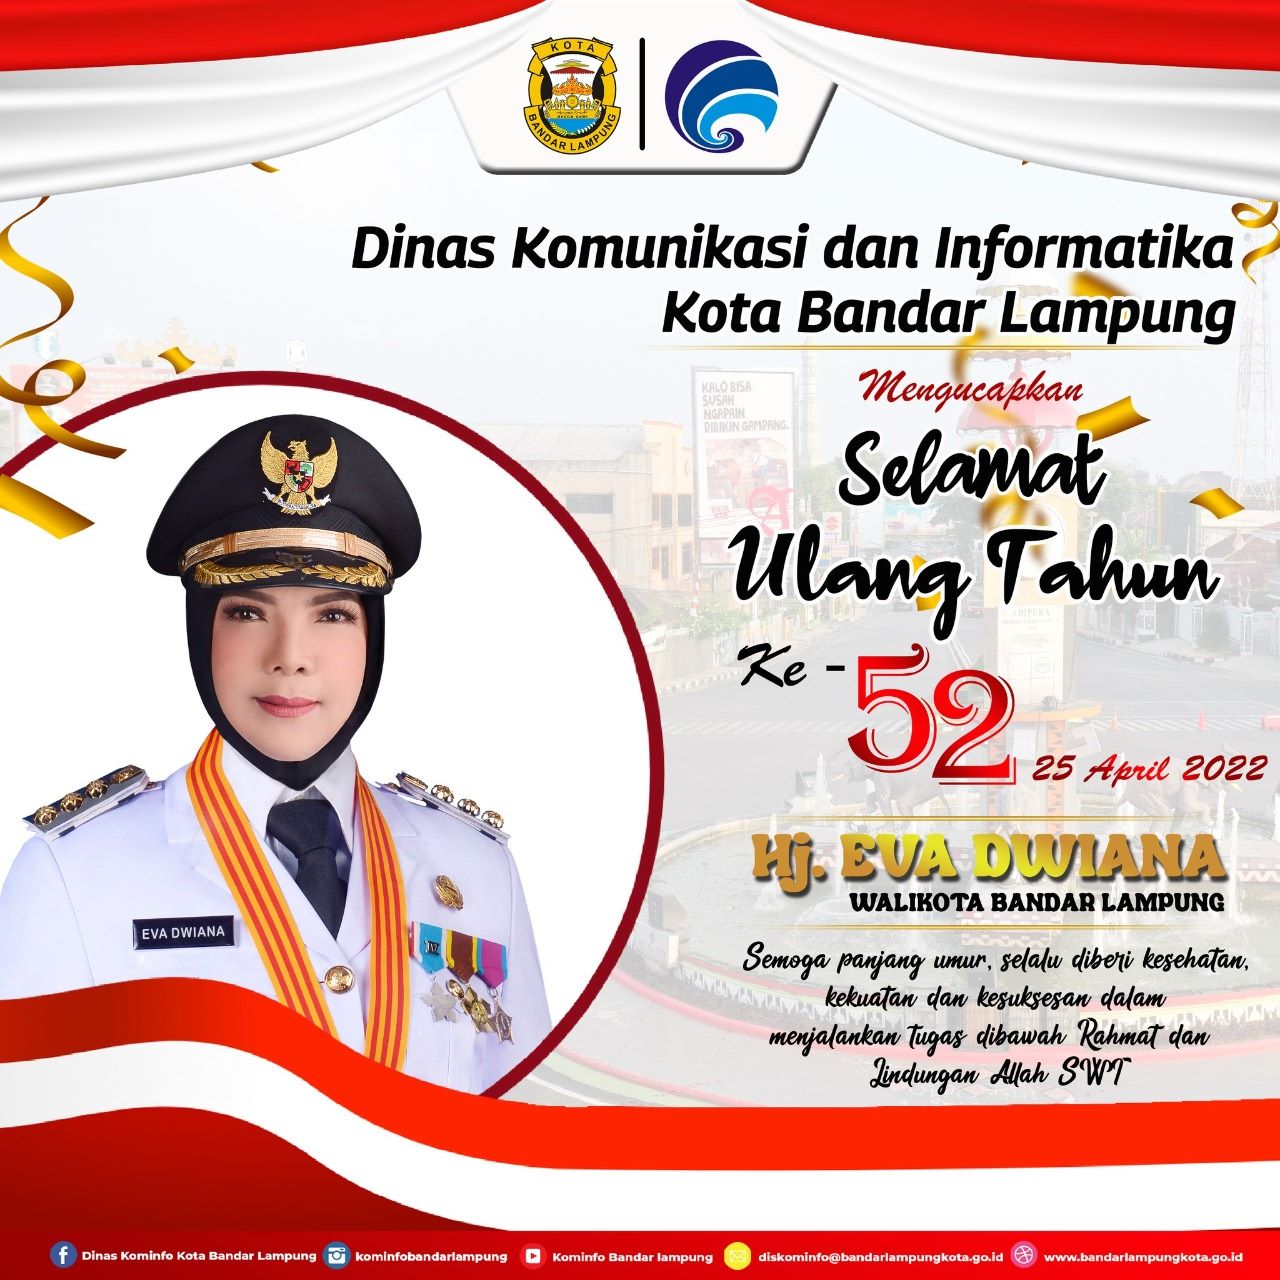 KOTA
BANDAR LAMPUNG
Dinas Komunikasi dan Informatika
Kota Bandar Lampung
Mengucapkan
KALO BISA
SUSAH,
NGAPAIN
DIBIKIN GAMPANG.
Selamat
Ulang Tahun
Ke - 52
ADIPURA
25 April 2022
Hj. EVA DWIANA
WALIKOTA BANDAR LAMPUNG
EVA DWIANA
Semoga panjang umur, selalu diberi kesehatan,
kekuatan dan kesuksesan dalam
menjalankan tugas dibawah Rahmat dan
Lindungan Allah SWT
Dinas Kominfo Kota Bandar Lampung kominfobandarlampung Kominfo Bandar lampung diskominfo@bandarlampungkota.go.id www.bandarlampungkota.go.id